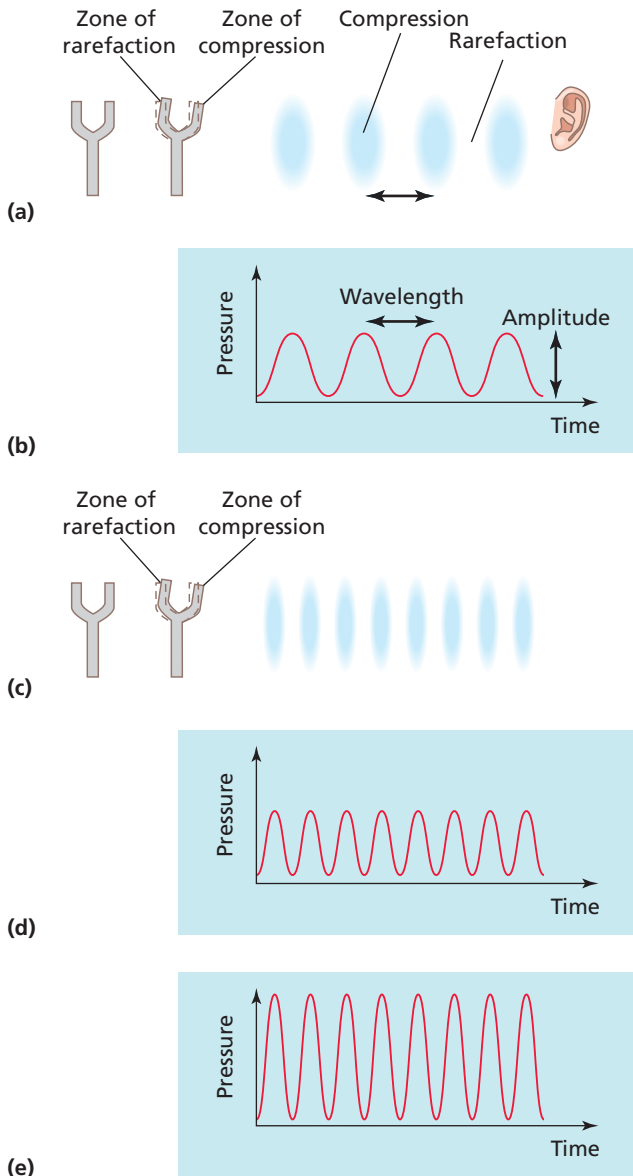 Zone of
rarefaction
Zone of
compression
Compression
Rarefaction
(a)
Pressure
Wavelength
Amplitude
Time
(b)
Zone of
rarefaction
Zone of
compression
(c)
Pressure
Time
(d)
Pressure
Time
(e)